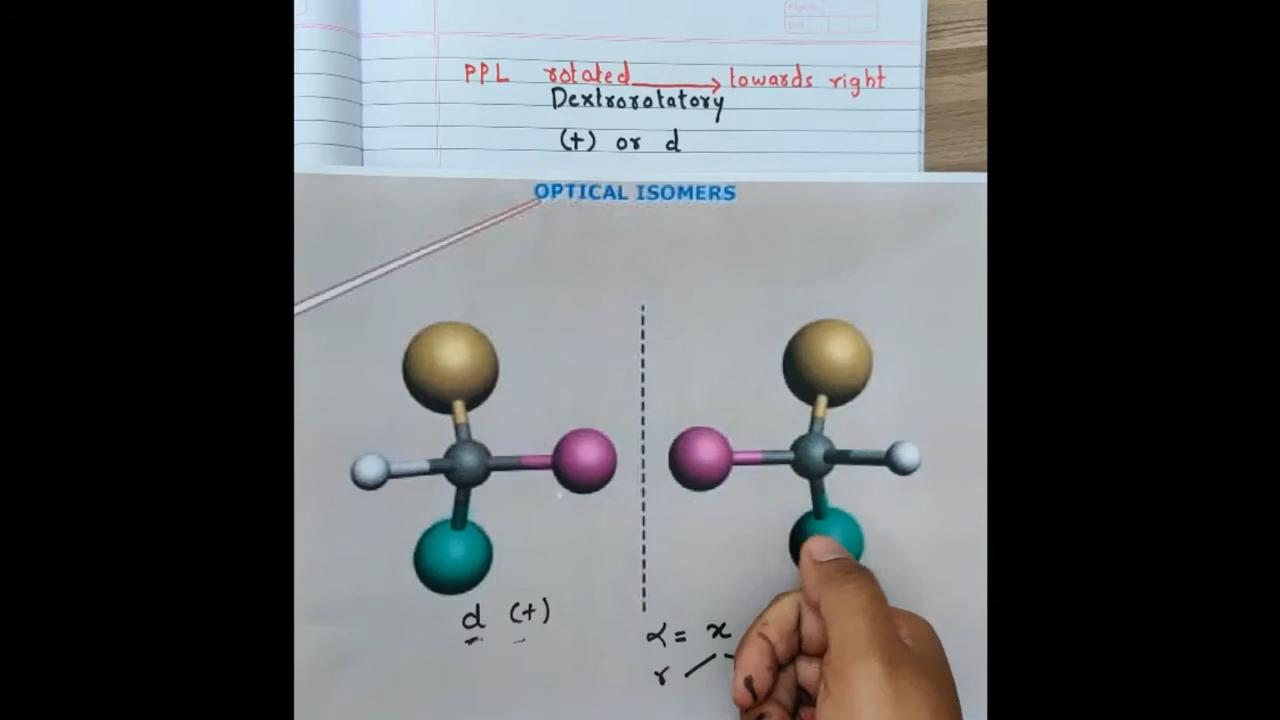 PPL rotated → towards right
Dextrorotatory
(+) or d
OPTICAL ISOMERS
d (+)
α = x
r